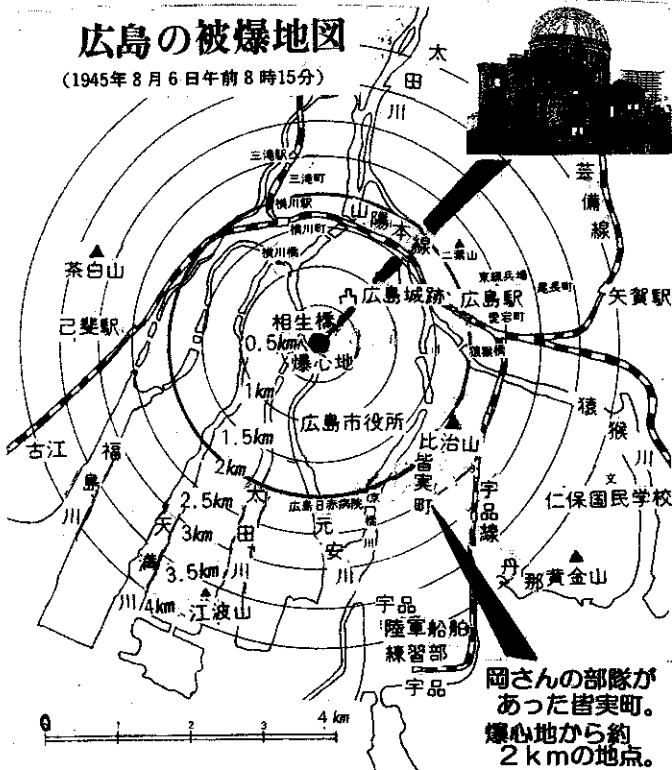 広島の被爆地図
(1945年8月6日午前8時15分)
太田川
三滝駅
三滝町
横川駅
横川町
横川橋
山陽本線
芸備線
二葉山
東練兵場
尾長町
矢賀駅
茶臼山
己斐駅
広島城跡
広島駅
愛宕町
猿猴橋
相生橋
0.5km
爆心地
1km
広島市役所
1.5km
比治山
猿猴川
古江
福島川
2km
皆実町
文
仁保国民学校
広島日赤病院
京橋川
宇品線
2.5km
天満川
太田川
元安川
3km
3.5km
丹那
黄金山
4km
江波山
宇品
陸軍船舶
練習部
宇品
岡さんの部隊が
あった皆実町。
爆心地から約
2kmの地点。
0 1 2 3 4 km